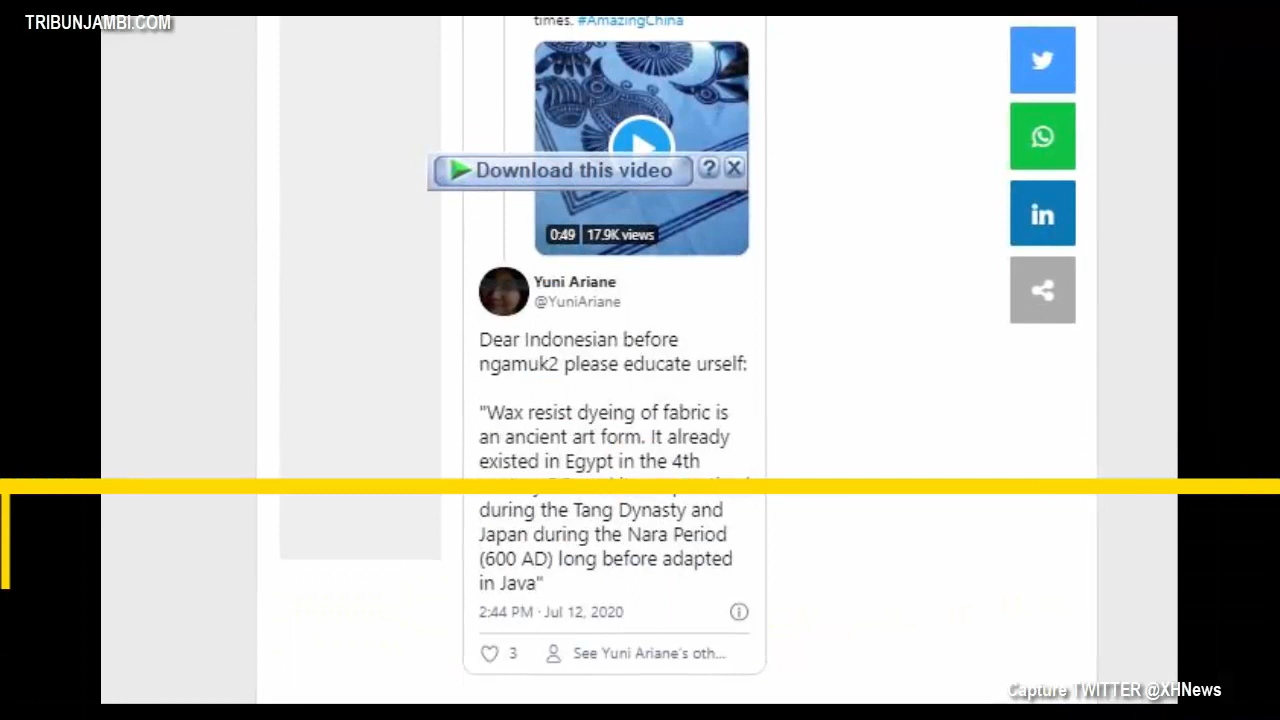 TRIBUNJAMBI.COM
times. #AmazingChina
Download this video
?
X
0:49
17.9K views
in
Yuni Ariane
@YuniAriane
Dear Indonesian before
ngamuk2 please educate urself:
"Wax resist dyeing of fabric is
an ancient art form. It already
existed in Egypt in the 4th
during the Tang Dynasty and
Japan during the Nara Period
(600 AD) long before adapted
in Java"
2:44 PM · Jul 12, 2020
3
See Yuni Ariane's oth...
Capture TWITTER @XHNews